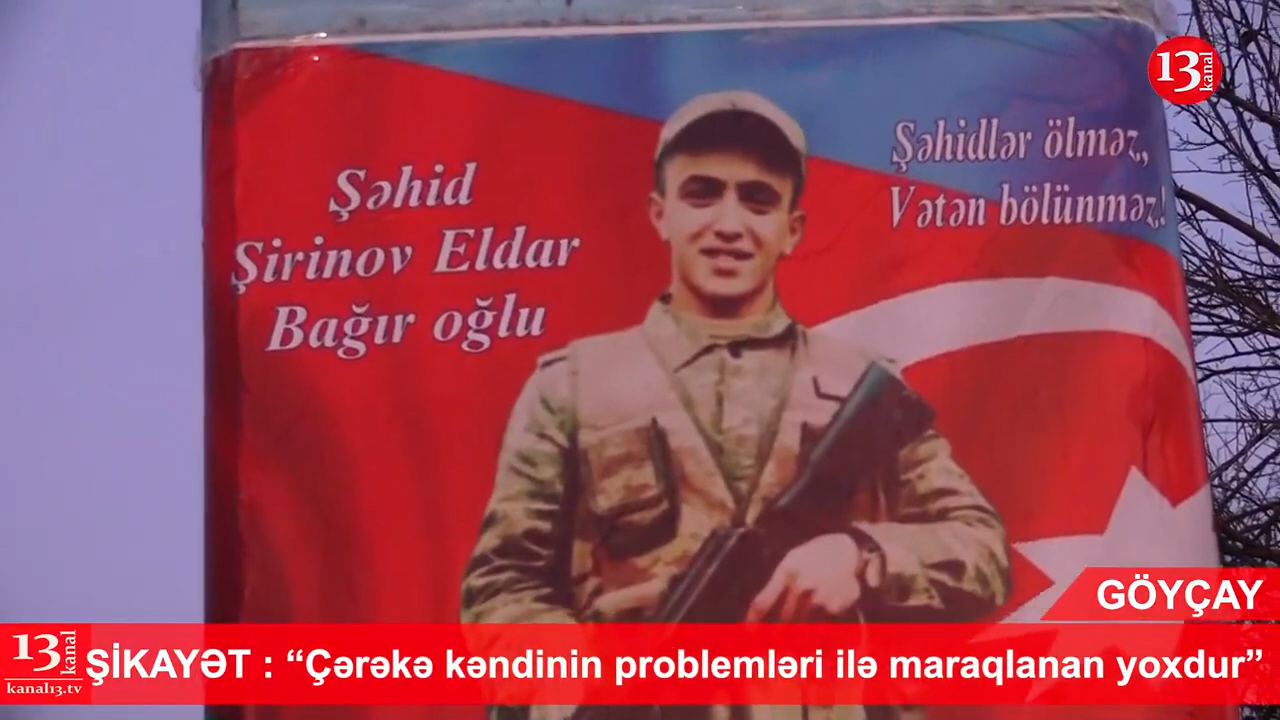 13 kanal
Şəhidlər ölməz,
Vətən bölünməz!
Şəhid
Şirinov Eldar
Bağır oğlu
GÖYÇAY
13 kanal
kanal13.tv
ŞİKAYƏT : “Çərəkə kəndinin problemləri ilə maraqlanan yoxdur”